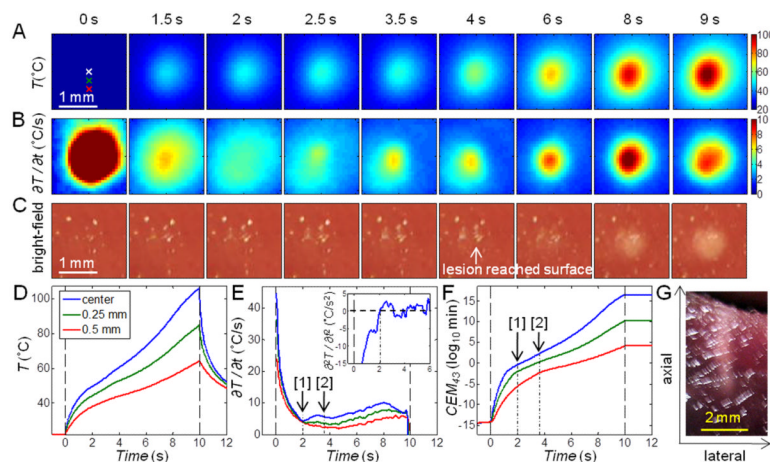 0 s 1.5 s 2 s 2.5 s 3.5 s 4 s 6 s 8 s 9 s
A
T(°C)
1 mm
100
80
60
40
20
B
∂T/∂t (°C/s)
10
8
6
4
2
0
C
bright-field
1 mm
lesion reached surface
D
T(°C)
100
80
60
40
center
0.25 mm
0.5 mm
0 2 4 6 8 10 12
Time (s)
E
∂T/∂t (°C/s)
40
30
20
10
0
[1] [2]
∂²T/∂t² (°C/s²)
5
0
-5
-10
-15
0 2 4 6
0 2 4 6 8 10 12
Time (s)
F
CEM43 (log10 min)
20
15
10
5
0
-5
-10
-15
[1] [2]
0 2 4 6 8 10 12
Time (s)
G
axial
2 mm
lateral